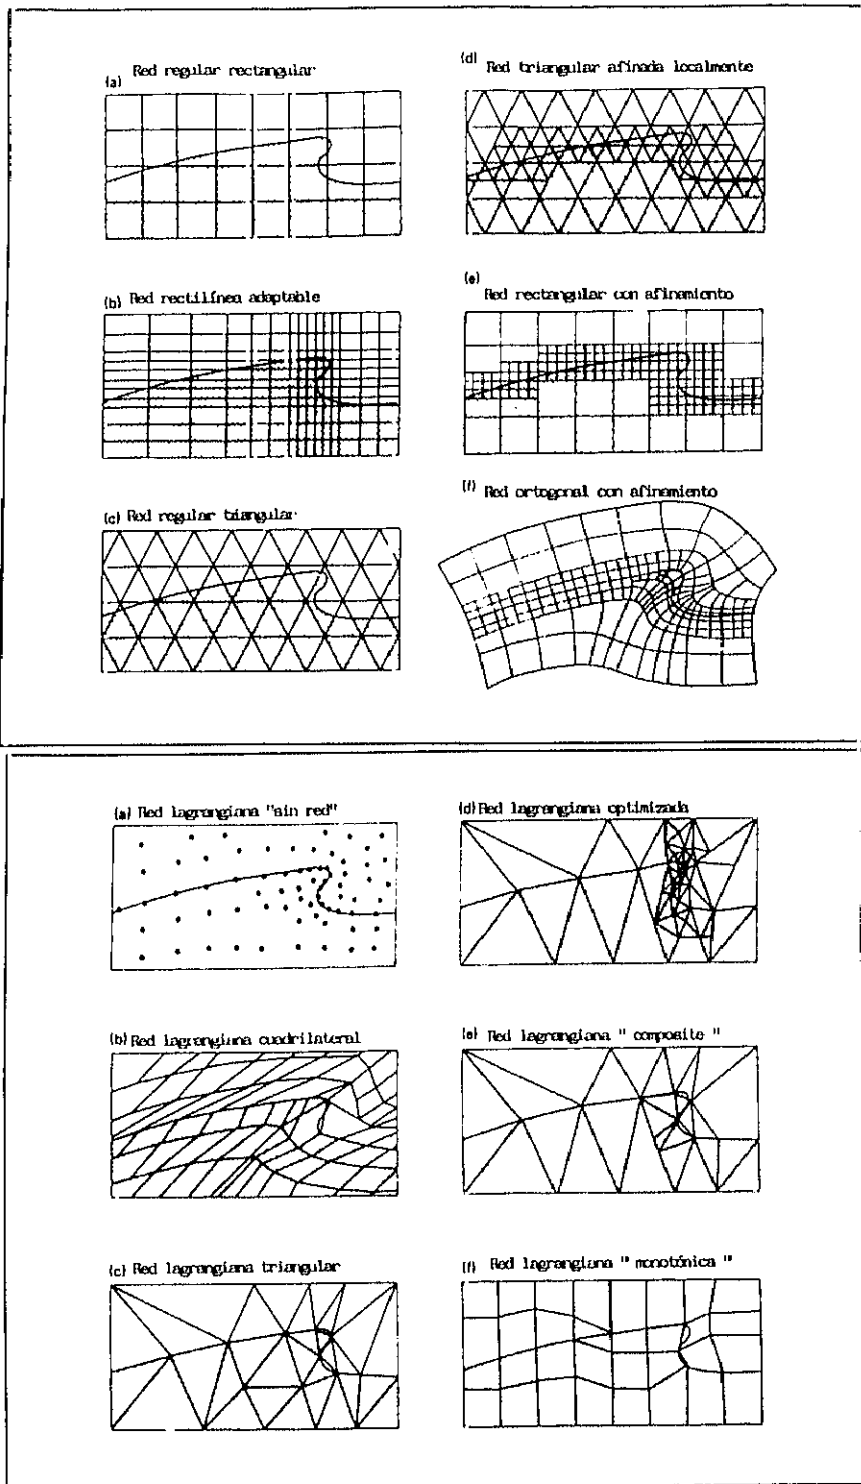 (a) Red regular rectangular
(b) Red rectilínea adaptable
(c) Red regular triangular
(d) Red triangular afinada localmente
(e) Red rectangular con afinamiento
(f) Red ortogonal con afinamiento
(a) Red lagrangiana "sin red"
(b) Red lagrangiana cuadrilateral
(c) Red lagrangiana triangular
(d) Red lagrangiana optimizada
(e) Red lagrangiana " composite "
(f) Red lagrangiana " monotónica "